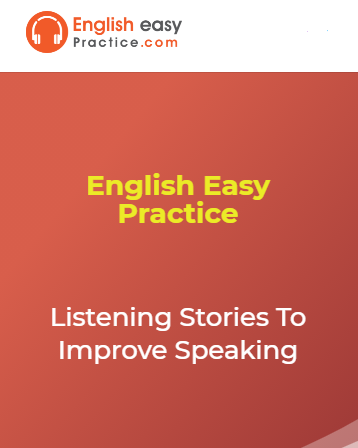 English easy
Practice.com
English Easy
Practice
Listening Stories To
Improve Speaking